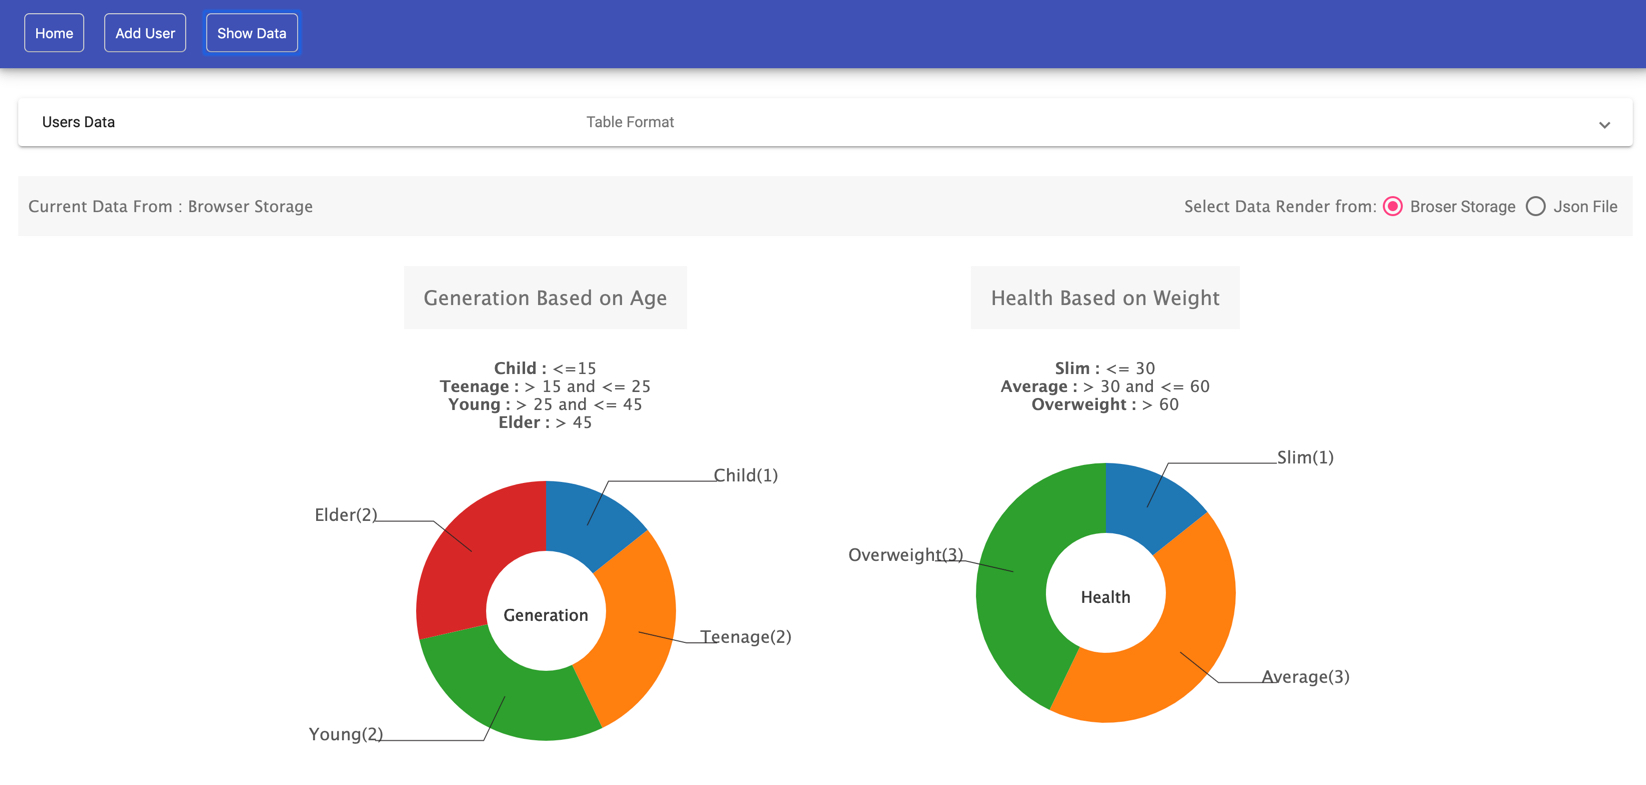 Home
Add User
Show Data
Users Data
Table Format
Current Data From : Browser Storage
Select Data Render from:
Broser Storage
Json File
Generation Based on Age
Child : <=15
Teenage : > 15 and <= 25
Young : > 25 and <= 45
Elder : > 45
Child(1)
Elder(2)
Generation
Teenage(2)
Young(2)
Health Based on Weight
Slim : <= 30
Average : > 30 and <= 60
Overweight : > 60
Slim(1)
Overweight(3)
Health
Average(3)